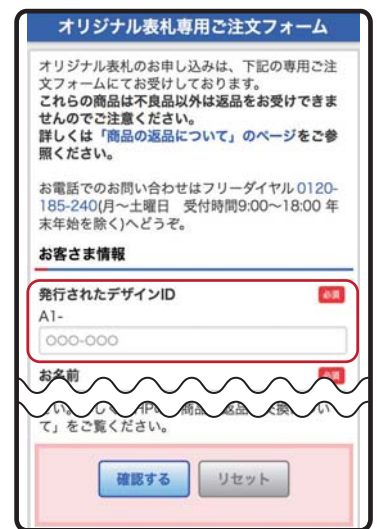 オリジナル表札専用ご注文フォーム
オリジナル表札のお申し込みは、下記の専用ご注
文フォームにてお受けしております。
これらの商品は不良品以外は返品をお受けできま
せんのでご注意ください。
詳しくは「商品の返品について」のページをご参
照ください。
お電話でのお問い合わせはフリーダイヤル0120-
185-240(月〜土曜日 受付時間9:00〜18:00 年
末年始を除く)へどうぞ。
お客さま情報
発行されたデザインID 必須
A1-
○○○-○○○
お名前 必須
て」をご覧ください。
確認する リセット